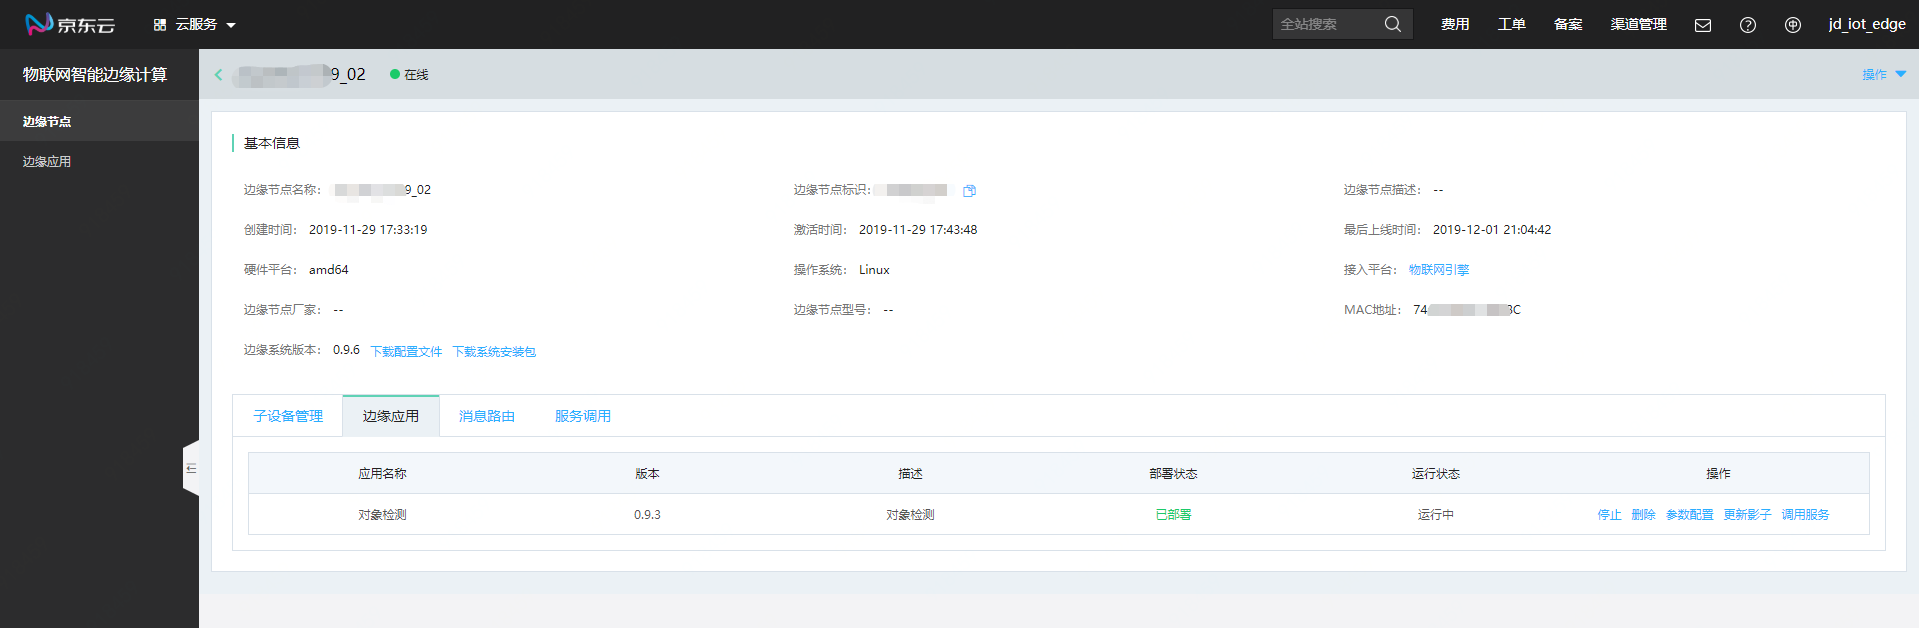 京东云 云服务 全站搜索 费用 工单 备案 渠道管理 jd_iot_edge
物联网智能边缘计算
9_02 在线 操作
边缘节点
边缘应用
基本信息
边缘节点名称: 9_02 边缘节点标识: 边缘节点描述: --
创建时间: 2019-11-29 17:33:19 激活时间: 2019-11-29 17:43:48 最后上线时间: 2019-12-01 21:04:42
硬件平台: amd64 操作系统: Linux 接入平台: 物联网引擎
边缘节点厂家: -- 边缘节点型号: -- MAC地址: 74 3C
边缘系统版本: 0.9.6 下载配置文件 下载系统安装包
子设备管理 边缘应用 消息路由 服务调用
应用名称 版本 描述 部署状态 运行状态 操作
对象检测 0.9.3 对象检测 已部署 运行中 停止 删除 参数配置 更新影子 调用服务